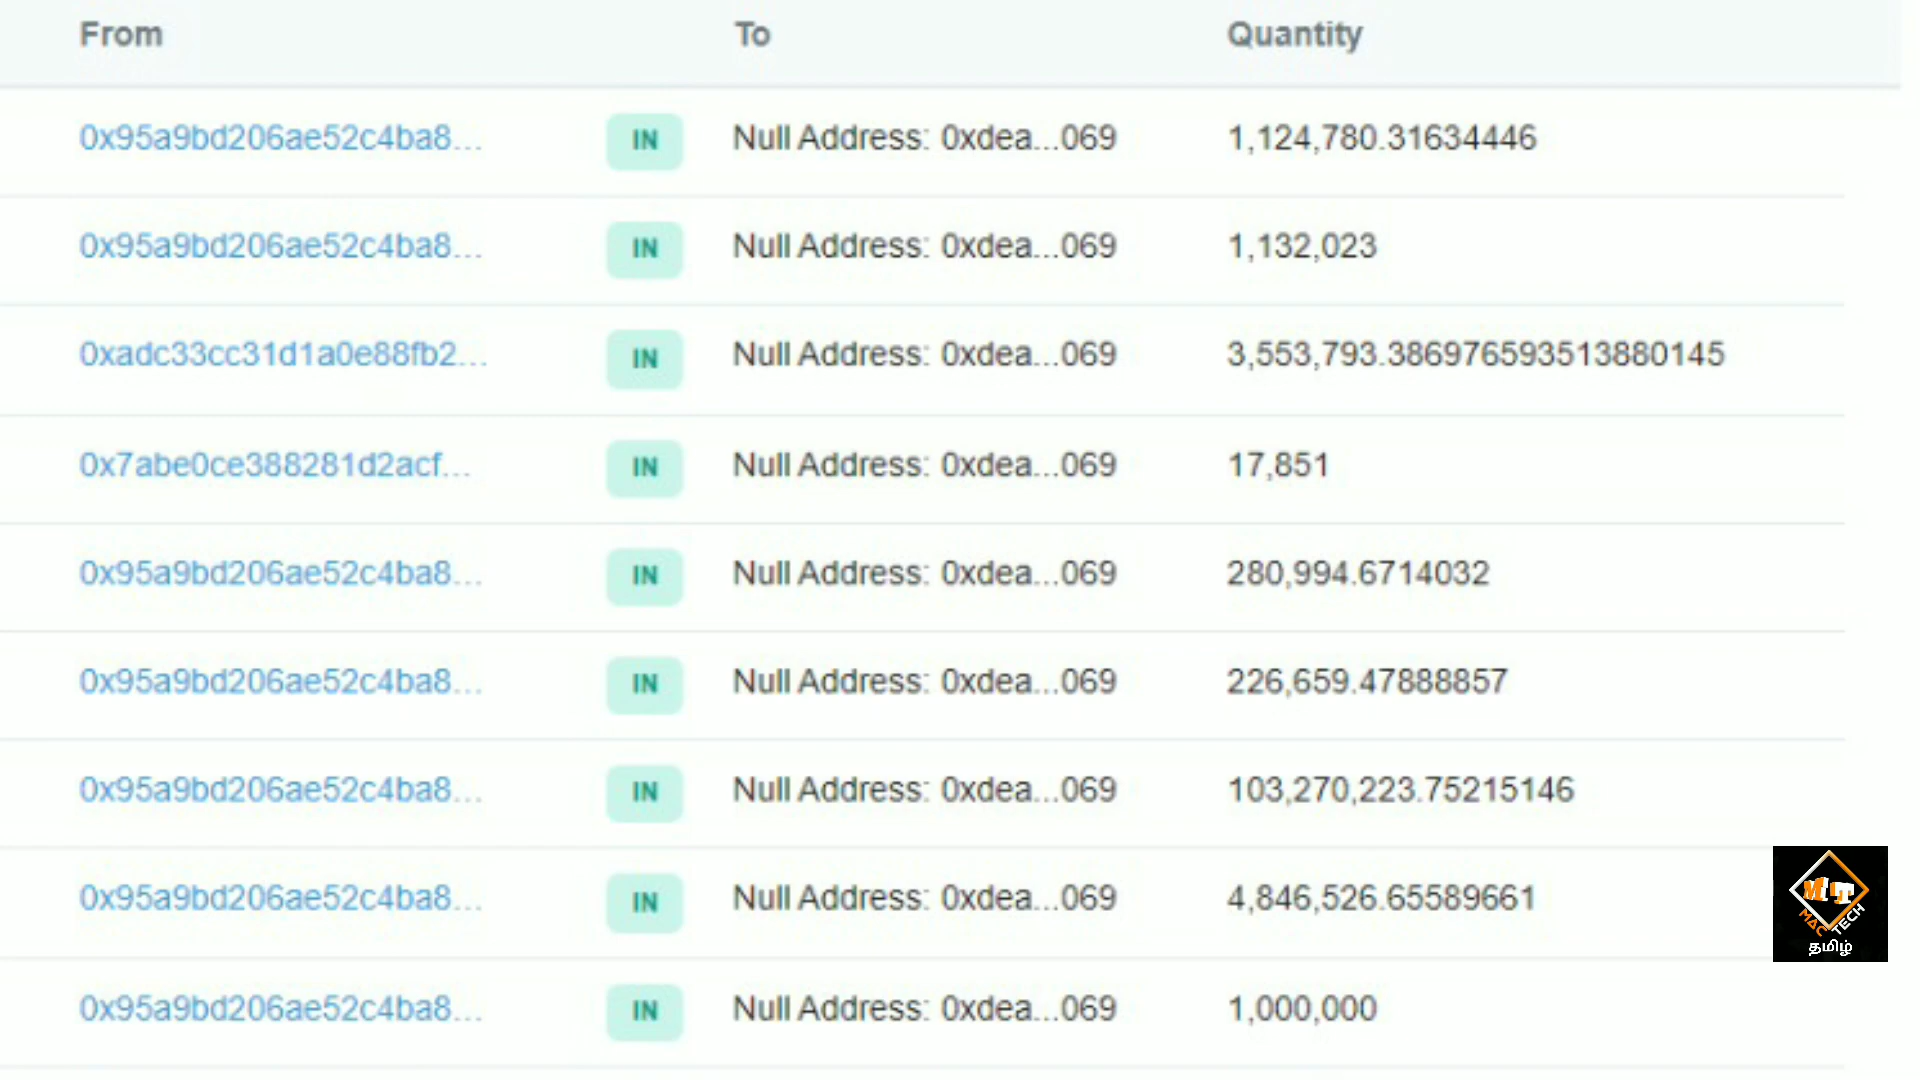 From To Quantity
0x95a9bd206ae52c4ba8... IN Null Address: 0xdea...069 1,124,780.31634446
0x95a9bd206ae52c4ba8... IN Null Address: 0xdea...069 1,132,023
0xadc33cc31d1a0e88fb2... IN Null Address: 0xdea...069 3,553,793.386976593513880145
0x7abe0ce388281d2acf... IN Null Address: 0xdea...069 17,851
0x95a9bd206ae52c4ba8... IN Null Address: 0xdea...069 280,994.6714032
0x95a9bd206ae52c4ba8... IN Null Address: 0xdea...069 226,659.47888857
0x95a9bd206ae52c4ba8... IN Null Address: 0xdea...069 103,270,223.75215146
0x95a9bd206ae52c4ba8... IN Null Address: 0xdea...069 4,846,526.65589661
0x95a9bd206ae52c4ba8... IN Null Address: 0xdea...069 1,000,000
MT
MAC TECH
தமிழ்